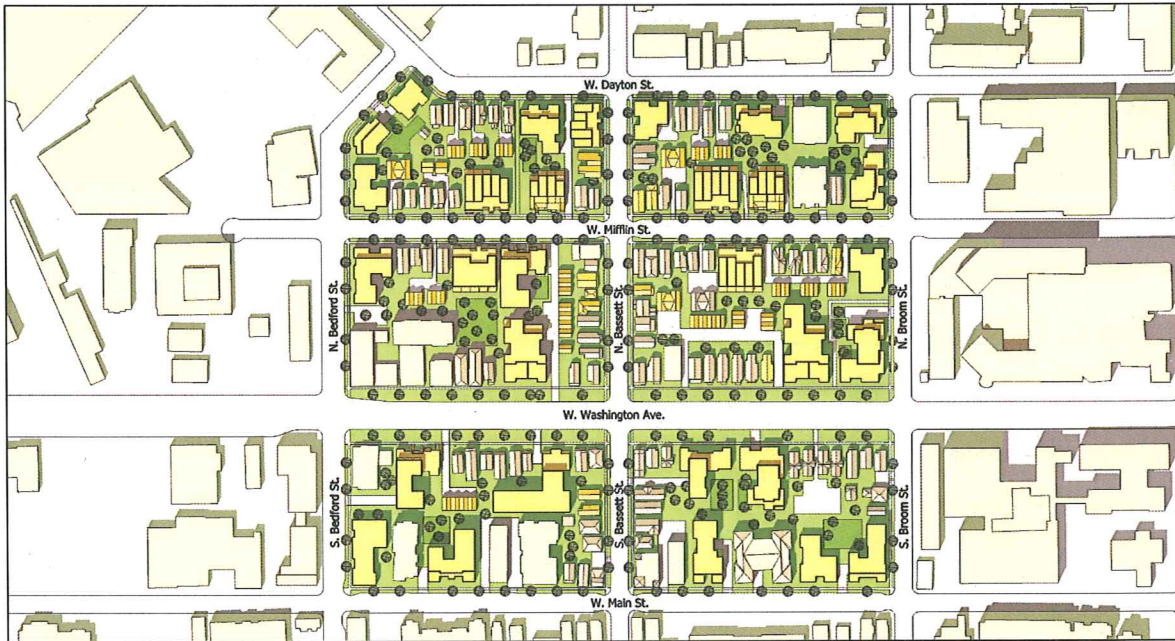 W. Dayton St.
W. Mifflin St.
N. Bedford St.
N. Bassett St.
N. Broom St.
W. Washington Ave.
S. Bedford St.
S. Bassett St.
S. Broom St.
W. Main St.